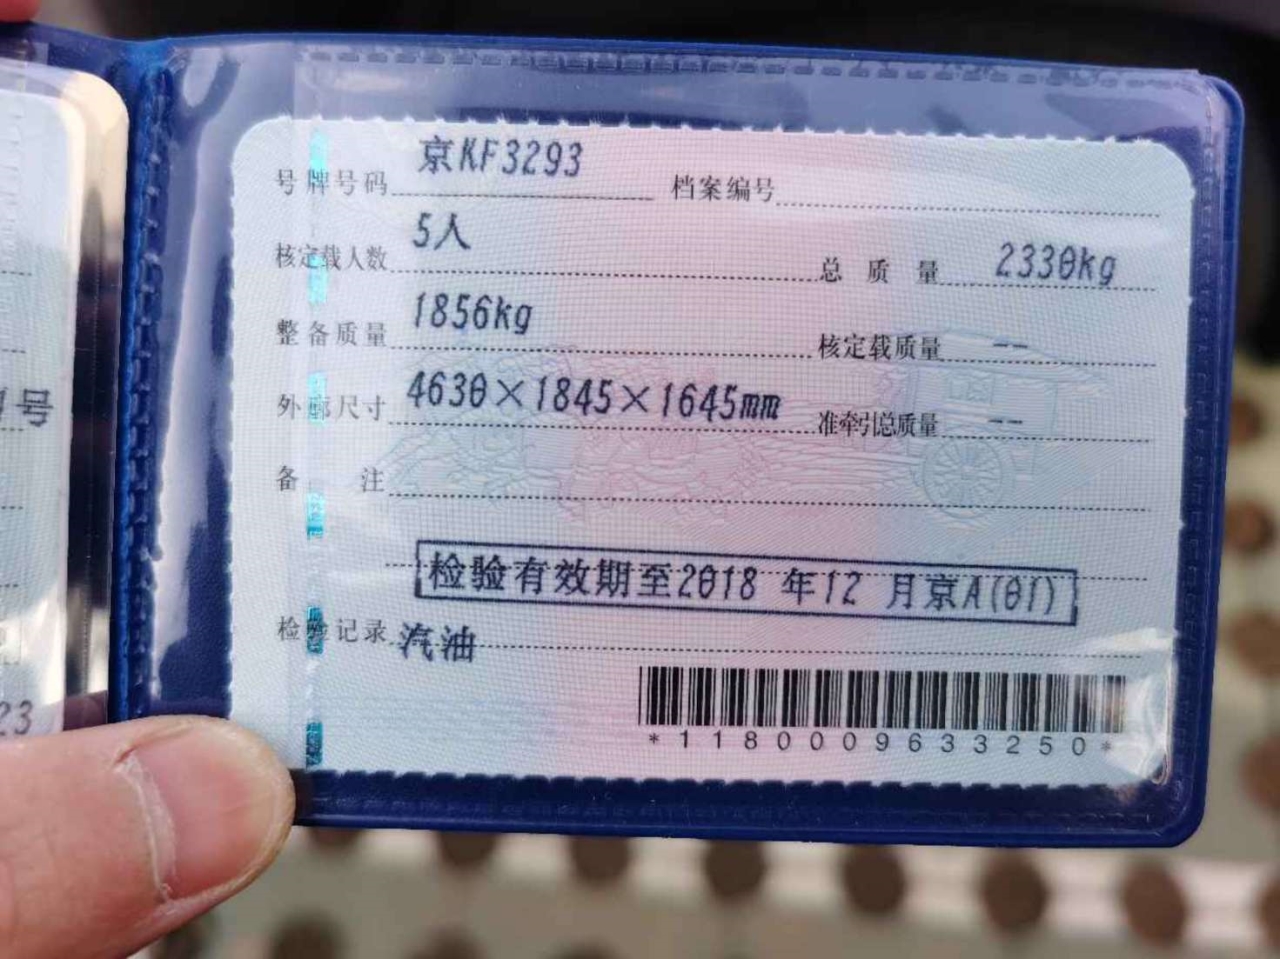 号牌号码 京KF3293 档案编号
核定载人数 5人 总质量 2330kg
整备质量 1856kg 核定载质量 --
外廓尺寸 4630×1845×1645mm 准牵引总质量 --
备注
检验有效期至2018 年12 月京A(01)
检验记录 汽油
*1180009633250*
号
23